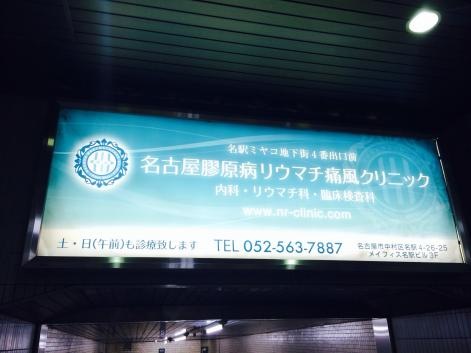 名駅ミヤコ地下街4番出口前
名古屋膠原病リウマチ痛風クリニック
内科・リウマチ科・臨床検査科
www.nr-clinic.com
土・日(午前)も診療致します
TEL 052-563-7887
名古屋市中村区名駅4-26-25
メイフィス名駅ビル3F